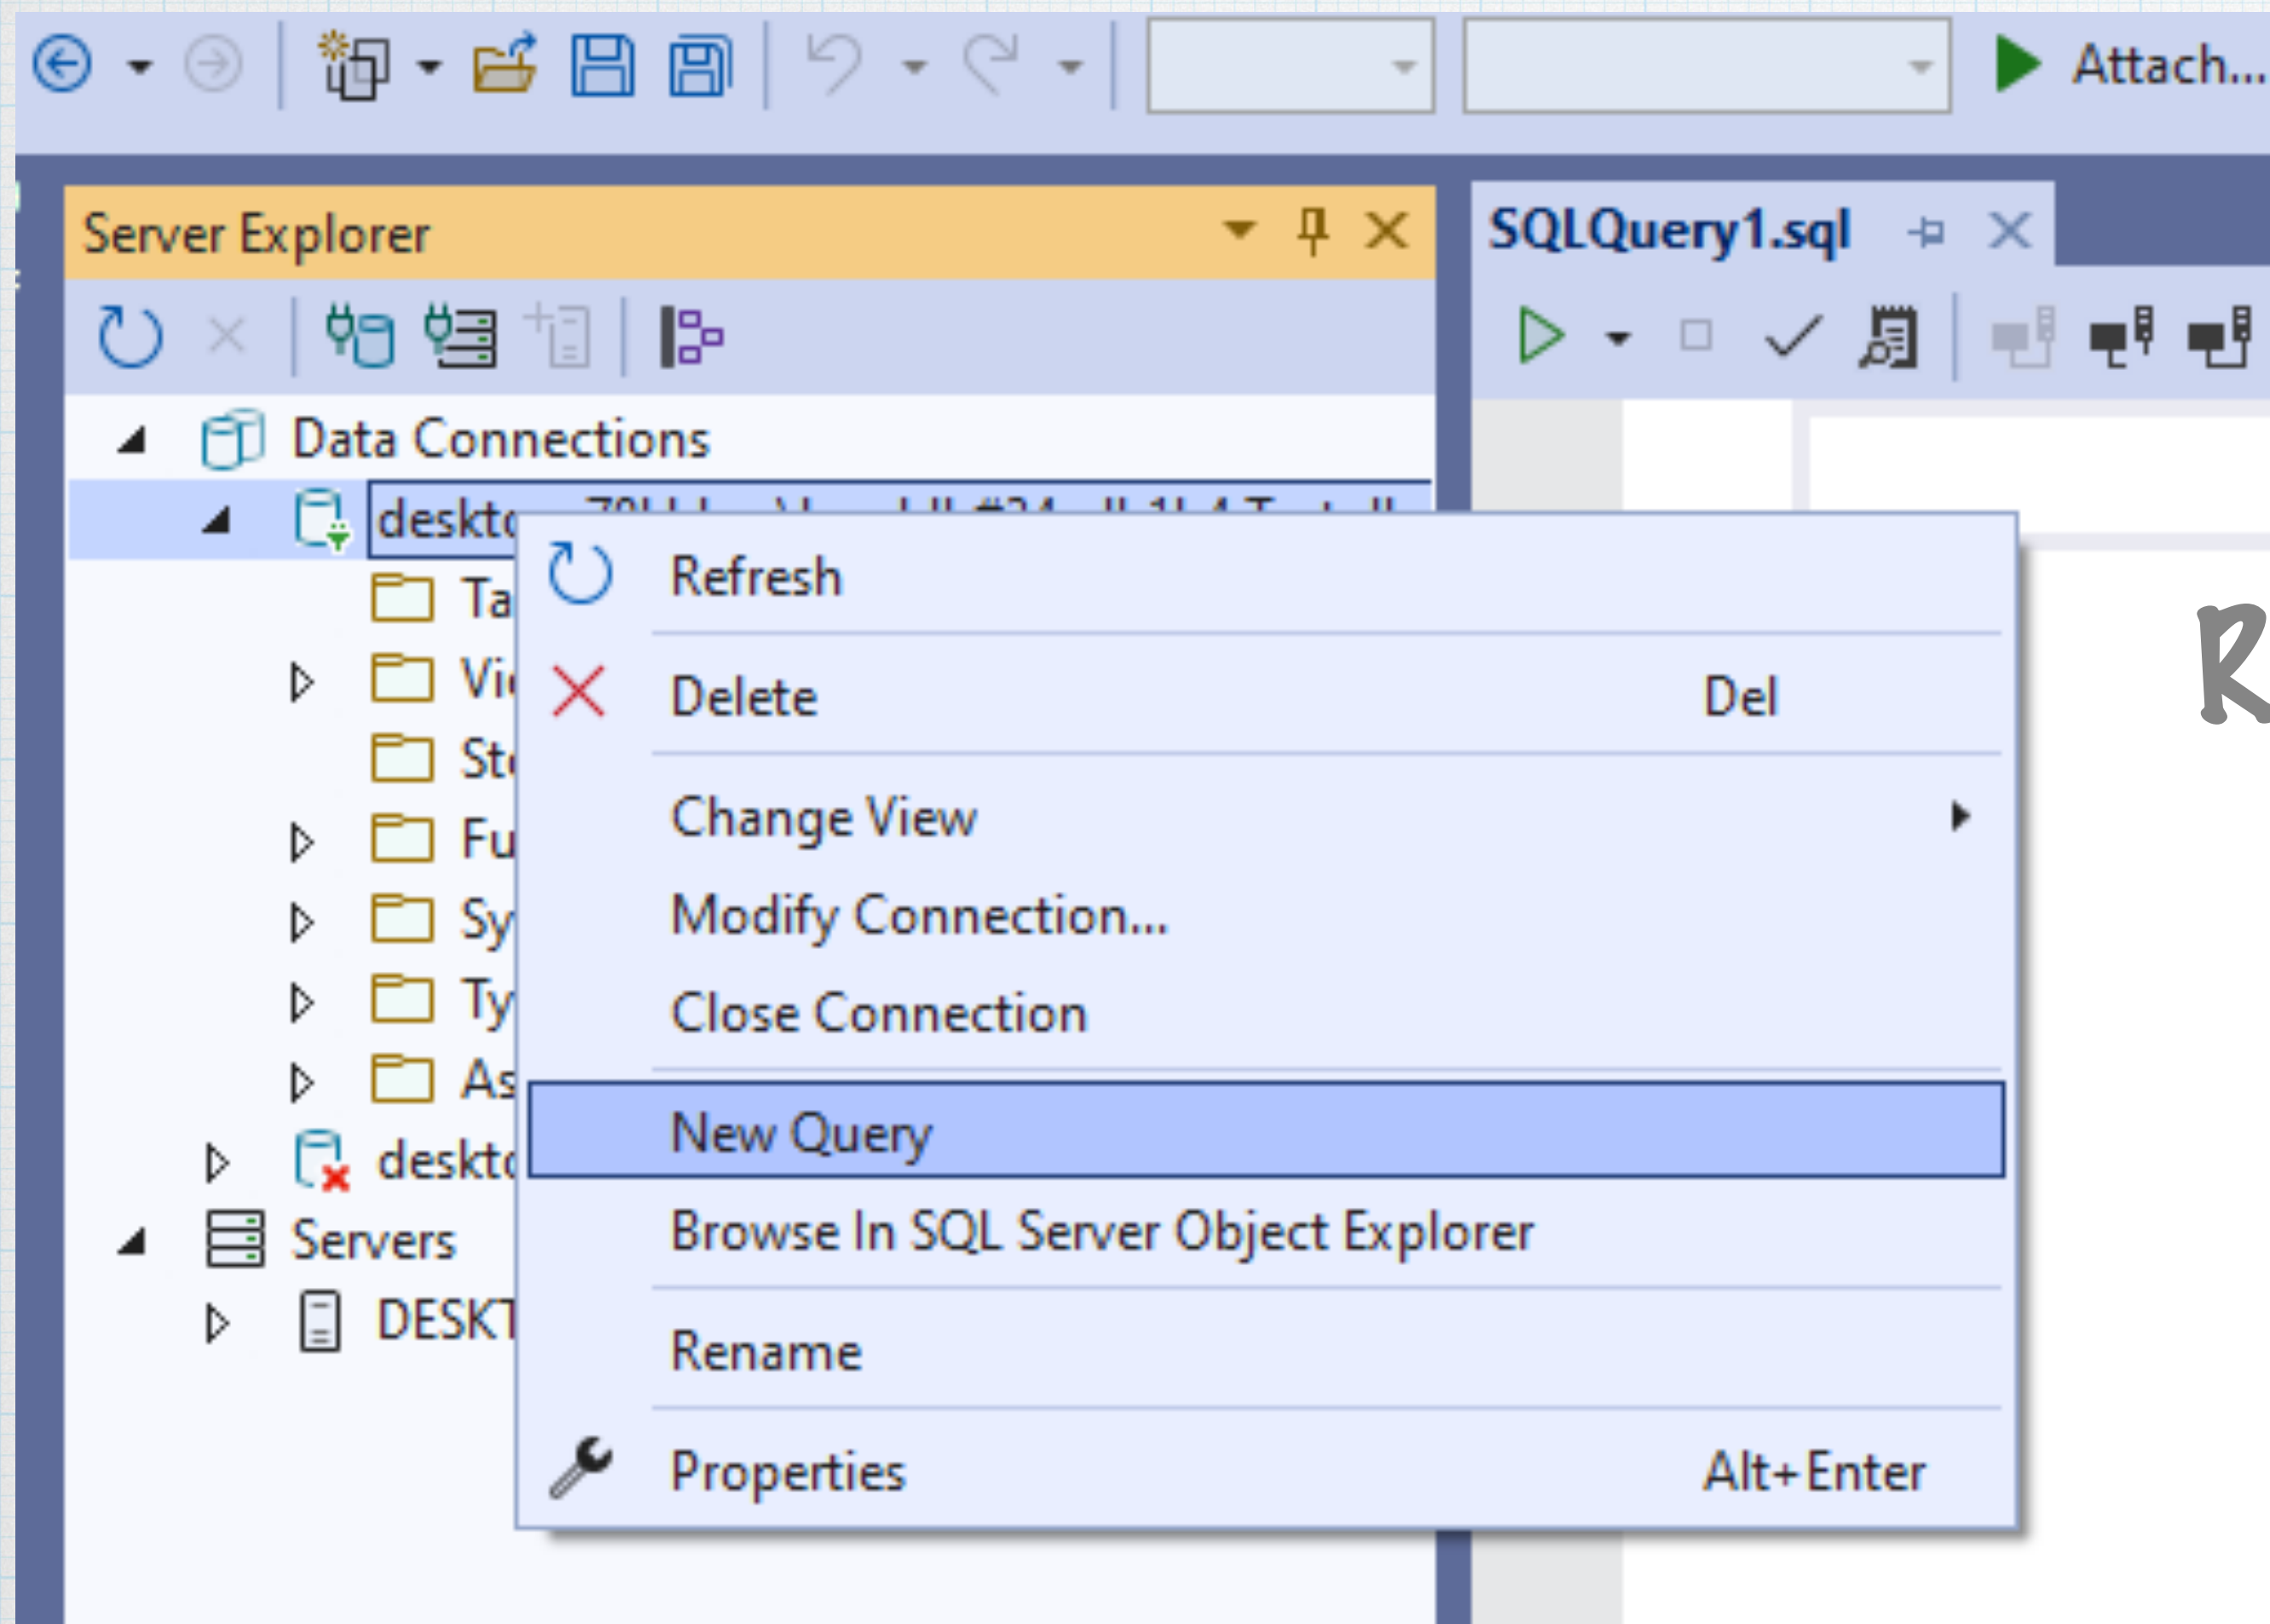 Attach...
Server Explorer
SQLQuery1.sql
Data Connections
Refresh
Delete Del
Change View
Modify Connection...
Close Connection
New Query
Browse In SQL Server Object Explorer
Servers
Rename
Properties Alt+Enter
R